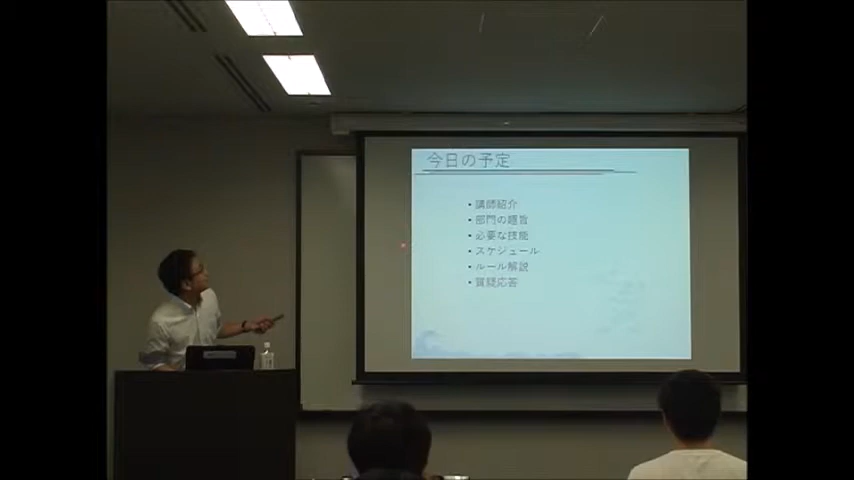 今日の予定
• 講師紹介
• 部門の趣旨
• 必要な技能
• スケジュール
• ルール解説
• 質疑応答